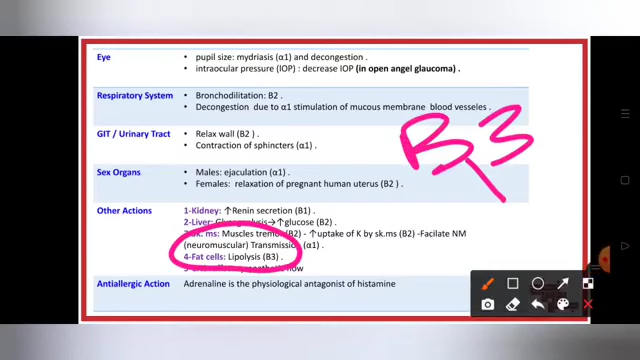 Eye
• pupil size: mydriasis (α1) and decongestion .
• intraocular pressure (IOP) : decrease IOP (in open angel glaucoma) .
Respiratory System
• Bronchodilitation : B2 .
• Decongestion due to α1 stimulation of mucous membrane blood vesseles .
GIT / Urinary Tract
• Relax wall (B2 ) .
• Contraction of sphincters (α1) .
B3
Sex Organs
• Males: ejaculation (α1) .
• Females: relaxation of pregnant human uterus (B2 ) .
Other Actions
1-Kidney: ↑Renin secretion (B1) .
2-Liver: Glycogenolysis→↑glucose (B2) .
Muscles tremor (B2) - ↑uptake of K by sk.ms (B2) -Facilate NM
(neuromuscular) Transmission (α1) .
4-Fat cells: Lipolysis (B3) .
Antiallergic Action
Adrenaline is the physiological antagonist of histamine